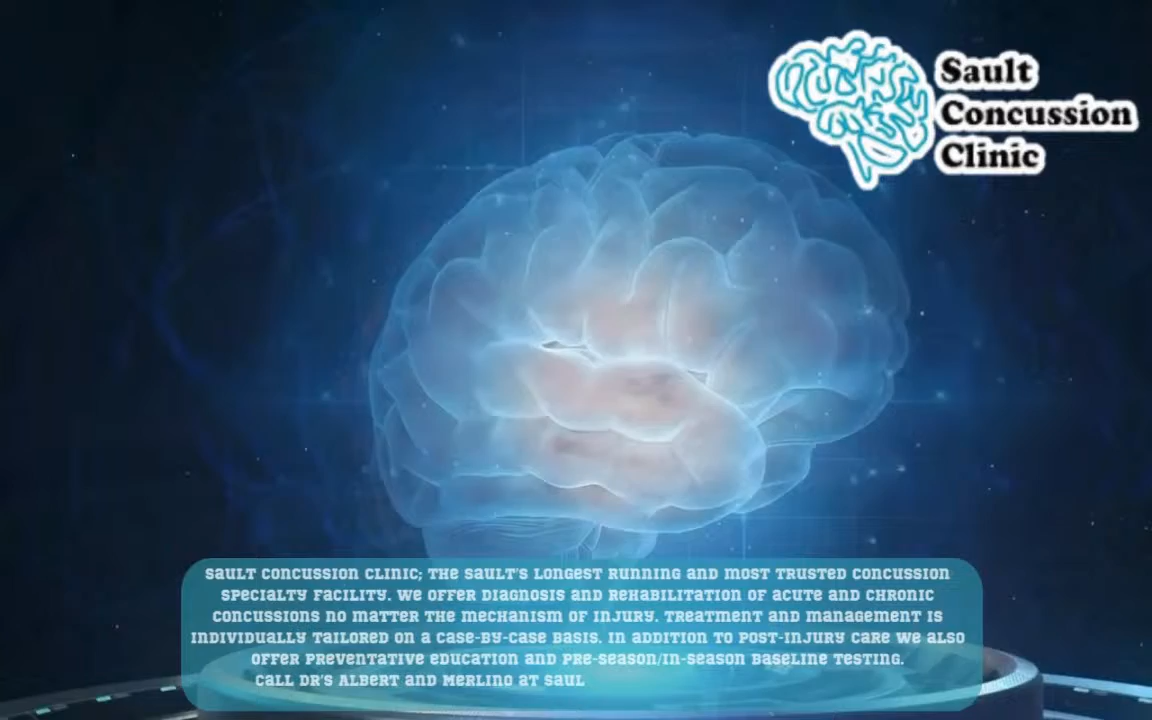 Sault
Concussion
Clinic
SAULT CONCUSSION CLINIC; THE SAULT'S LONGEST RUNNING AND MOST TRUSTED CONCUSSION
SPECIALTY FACILITY. WE OFFER DIAGNOSIS AND REHABILITATION OF ACUTE AND CHRONIC
CONCUSSIONS NO MATTER THE MECHANISM OF INJURY. TREATMENT AND MANAGEMENT IS
INDIVIDUALLY TAILORED ON A CASE-BY-CASE BASIS. IN ADDITION TO POST-INJURY CARE WE ALSO
OFFER PREVENTATIVE EDUCATION AND PRE-SEASON/IN-SEASON BASELINE TESTING.
CALL DR'S ALBERT AND MERLINO AT SAUL